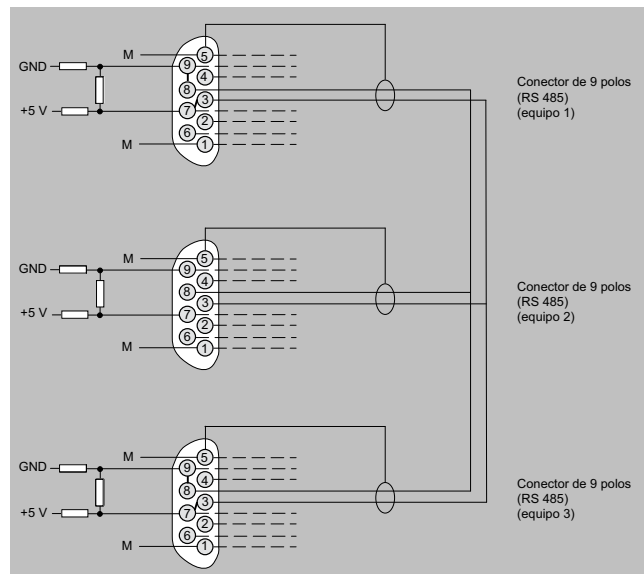 M
5
GND
9
4
8
3
+5 V
7
2
6
M
1
Conector de 9 polos
(RS 485)
(equipo 1)
M
5
GND
9
4
8
3
+5 V
7
2
6
M
1
Conector de 9 polos
(RS 485)
(equipo 2)
M
5
GND
9
4
8
3
+5 V
7
2
6
M
1
Conector de 9 polos
(RS 485)
(equipo 3)